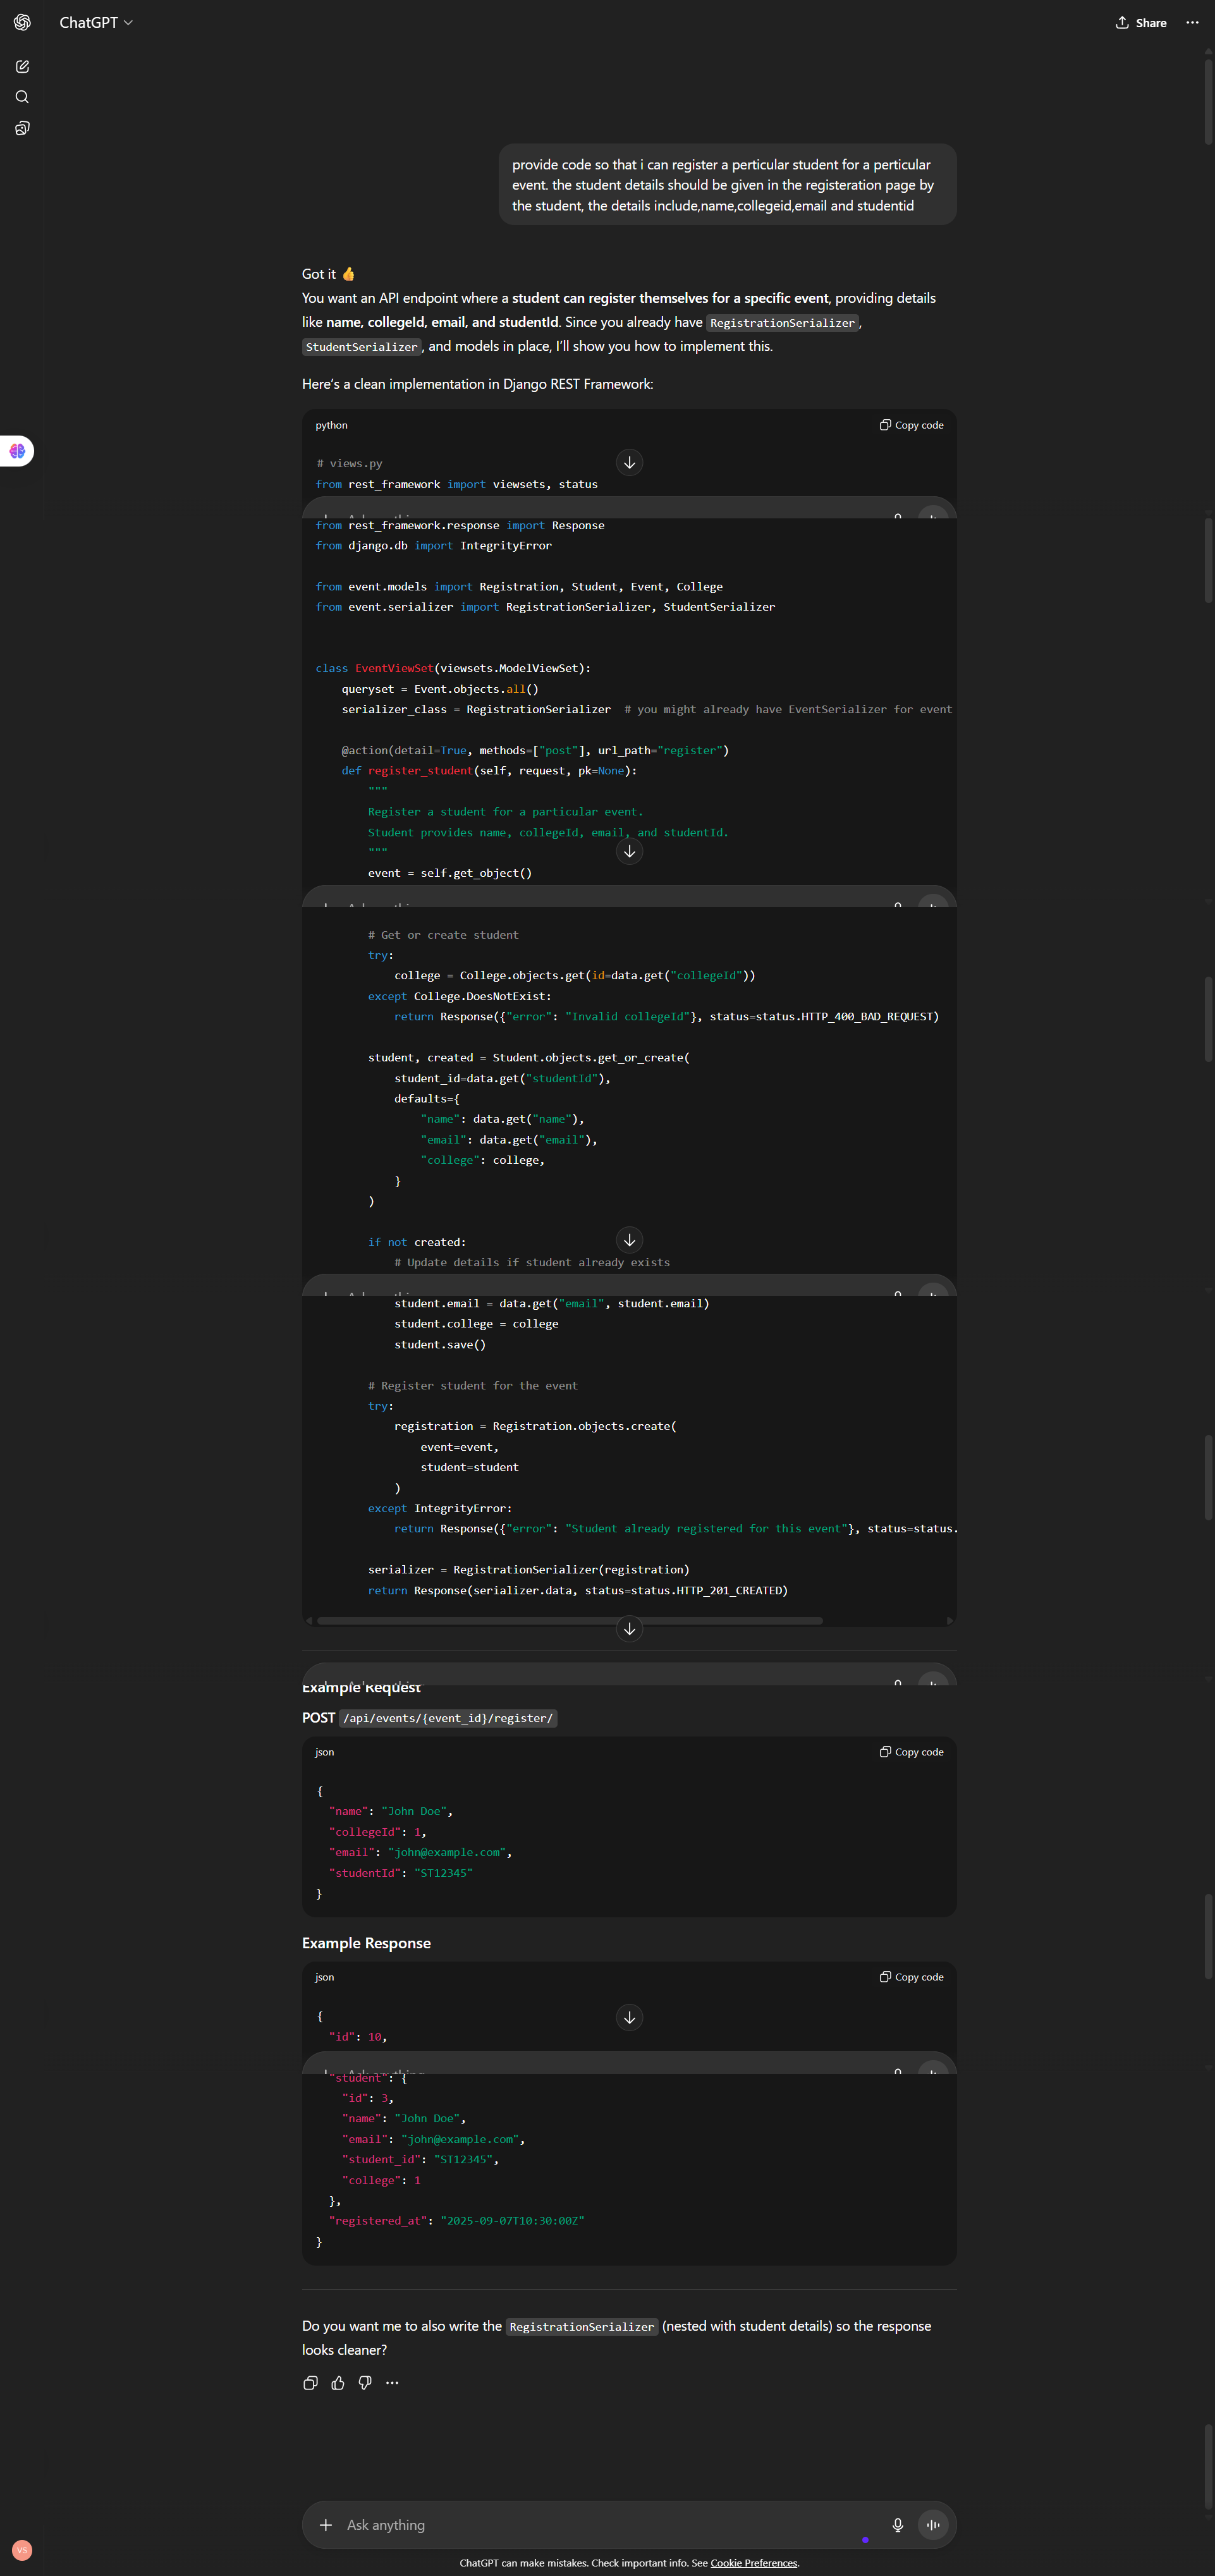 ChatGPT
Share
provide code so that i can register a perticular student for a perticular
event. the student details should be given in the registeration page by
the student, the details include,name,collegeid,email and studentid
Got it 👍
You want an API endpoint where a student can register themselves for a specific event, providing details
like name, collegeId, email, and studentId. Since you already have RegistrationSerializer,
StudentSerializer, and models in place, I'll show you how to implement this.
Here's a clean implementation in Django REST Framework:
python
Copy code
# views.py
from rest_framework import viewsets, status
from rest_framework.response import Response
from django.db import IntegrityError
from event.models import Registration, Student, Event, College
from event.serializer import RegistrationSerializer, StudentSerializer
class EventViewSet(viewsets.ModelViewSet):
    queryset = Event.objects.all()
    serializer_class = RegistrationSerializer  # you might already have EventSerializer for event
    @action(detail=True, methods=["post"], url_path="register")
    def register_student(self, request, pk=None):
        """
        Register a student for a particular event.
        Student provides name, collegeId, email, and studentId.
        """
        event = self.get_object()
        # Get or create student
        try:
            college = College.objects.get(id=data.get("collegeId"))
        except College.DoesNotExist:
            return Response({"error": "Invalid collegeId"}, status=status.HTTP_400_BAD_REQUEST)
        student, created = Student.objects.get_or_create(
            student_id=data.get("studentId"),
            defaults={
                "name": data.get("name"),
                "email": data.get("email"),
                "college": college,
            }
        )
        if not created:
            # Update details if student already exists
            student.email = data.get("email", student.email)
            student.college = college
            student.save()
        # Register student for the event
        try:
            registration = Registration.objects.create(
                event=event,
                student=student
            )
        except IntegrityError:
            return Response({"error": "Student already registered for this event"}, status=status.
        serializer = RegistrationSerializer(registration)
        return Response(serializer.data, status=status.HTTP_201_CREATED)
Example Request
POST /api/events/{event_id}/register/
json
Copy code
{
  "name": "John Doe",
  "collegeId": 1,
  "email": "john@example.com",
  "studentId": "ST12345"
}
Example Response
json
Copy code
{
  "id": 10,
  "student": {
    "id": 3,
    "name": "John Doe",
    "email": "john@example.com",
    "student_id": "ST12345",
    "college": 1
  },
  "registered_at": "2025-09-07T10:30:00Z"
}
Do you want me to also write the RegistrationSerializer (nested with student details) so the response
looks cleaner?
Ask anything
VS
ChatGPT can make mistakes. Check important info. See Cookie Preferences.